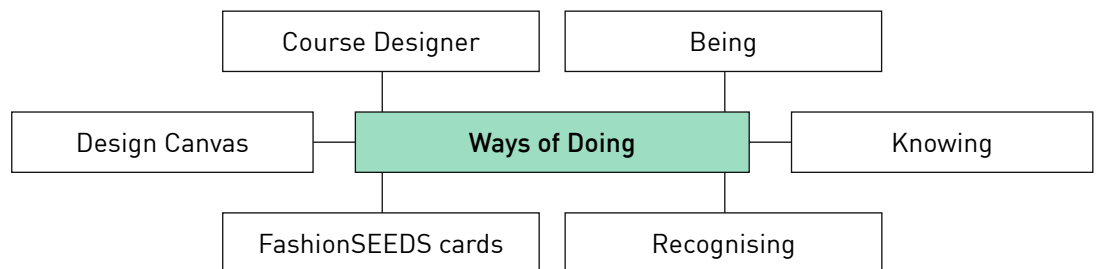 Course Designer
Being
Design Canvas
Ways of Doing
Knowing
FashionSEEDS cards
Recognising